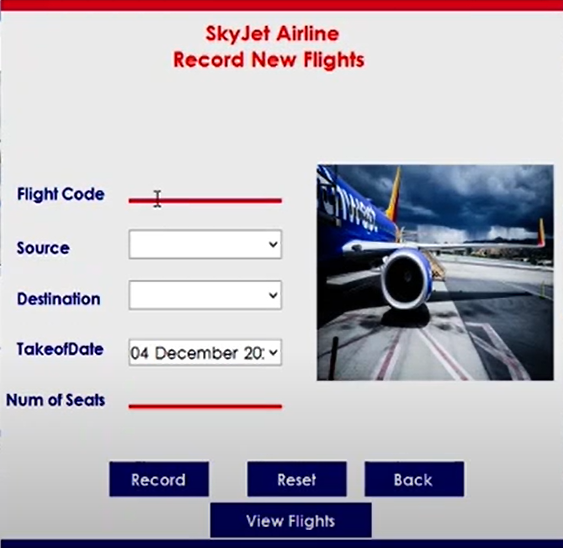 SkyJet Airline
Record New Flights
Flight Code
Source
Destination
TakeofDate
04 December 20
Num of Seats
Record
Reset
Back
View Flights